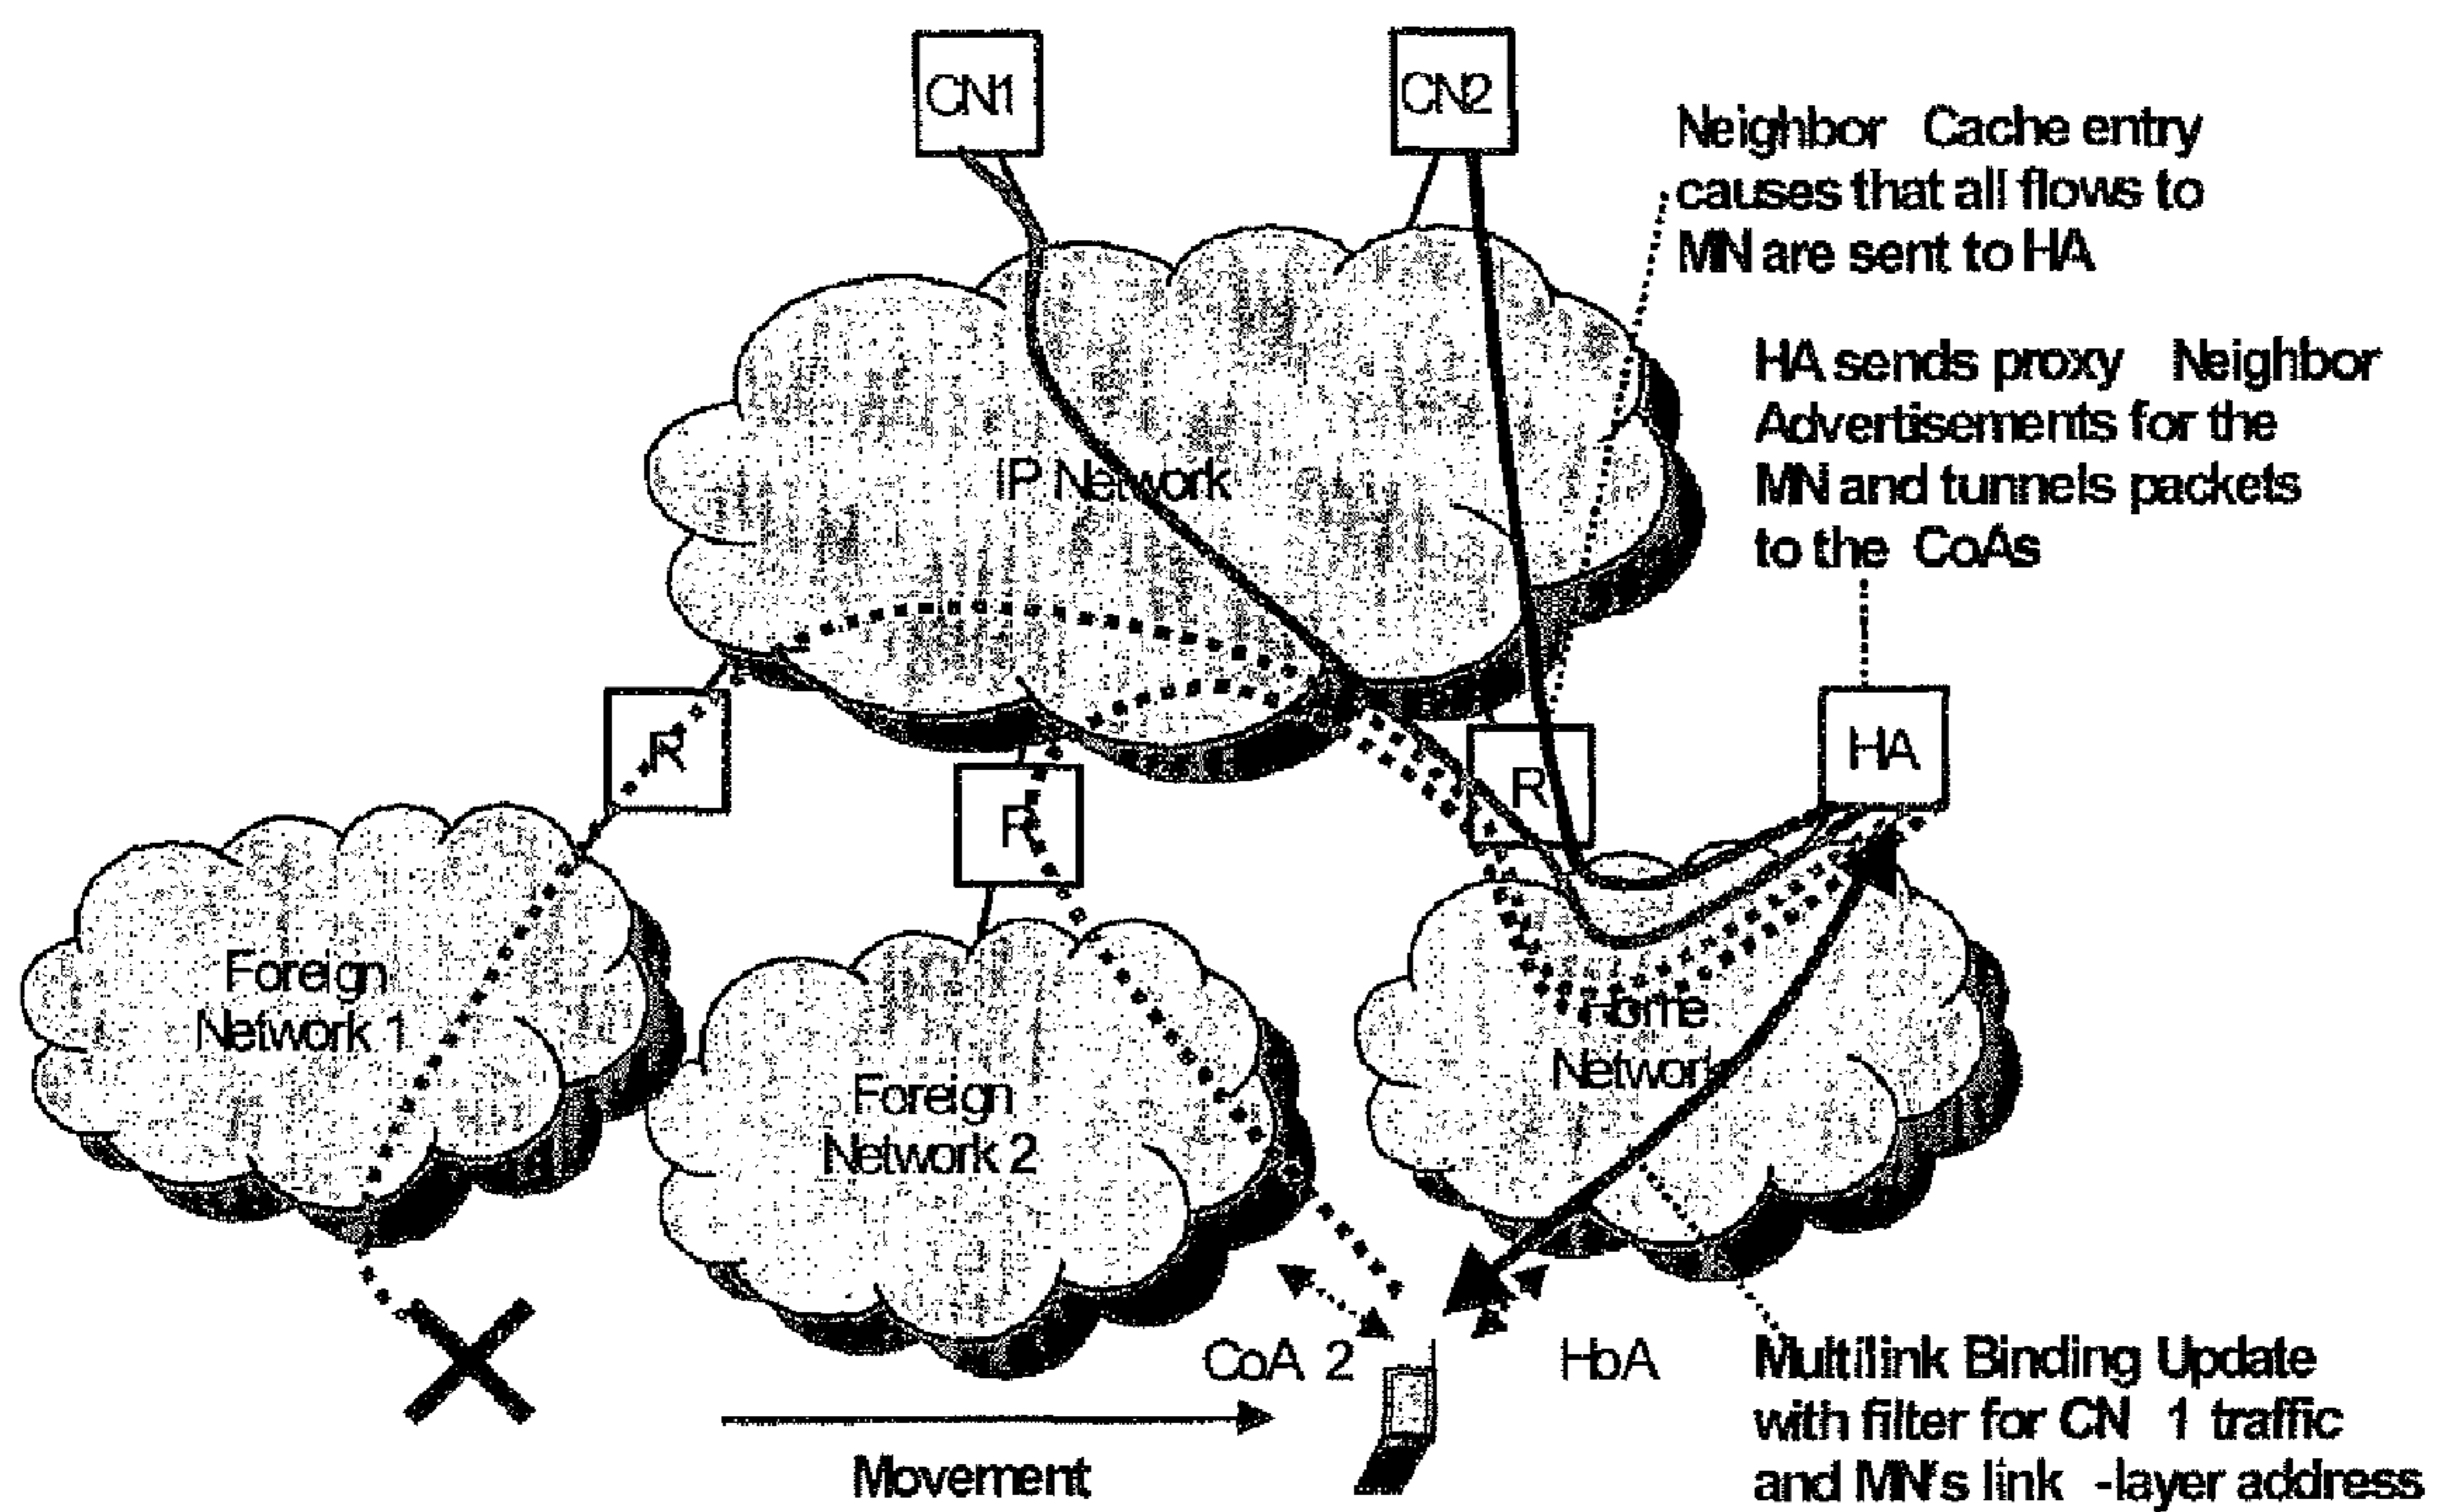 CN1
CN2
Neighbor Cache entry
causes that all flows to
MN are sent to HA
HA sends proxy Neighbor
Advertisements for the
MN and tunnels packets
to the CoAs
IP Network
R
R
R
HA
Foreign
Network 1
Foreign
Network 2
Home
Network
CoA 2
HoA
Movement
Multilink Binding Update
with filter for CN 1 traffic
and MN's link -layer address